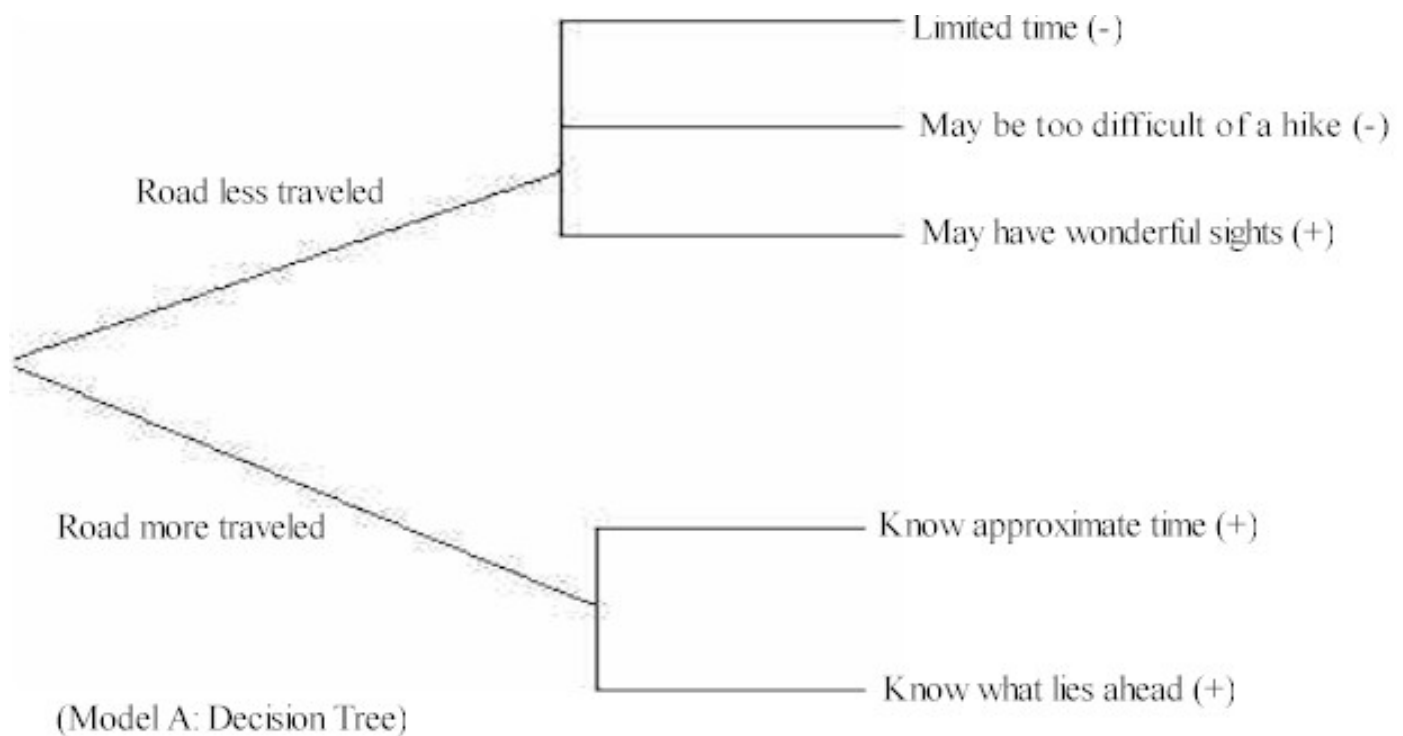 Limited time (-)
May be too difficult of a hike (-)
Road less traveled
May have wonderful sights (+)
Road more traveled
Know approximate time (+)
Know what lies ahead (+)
(Model A: Decision Tree)